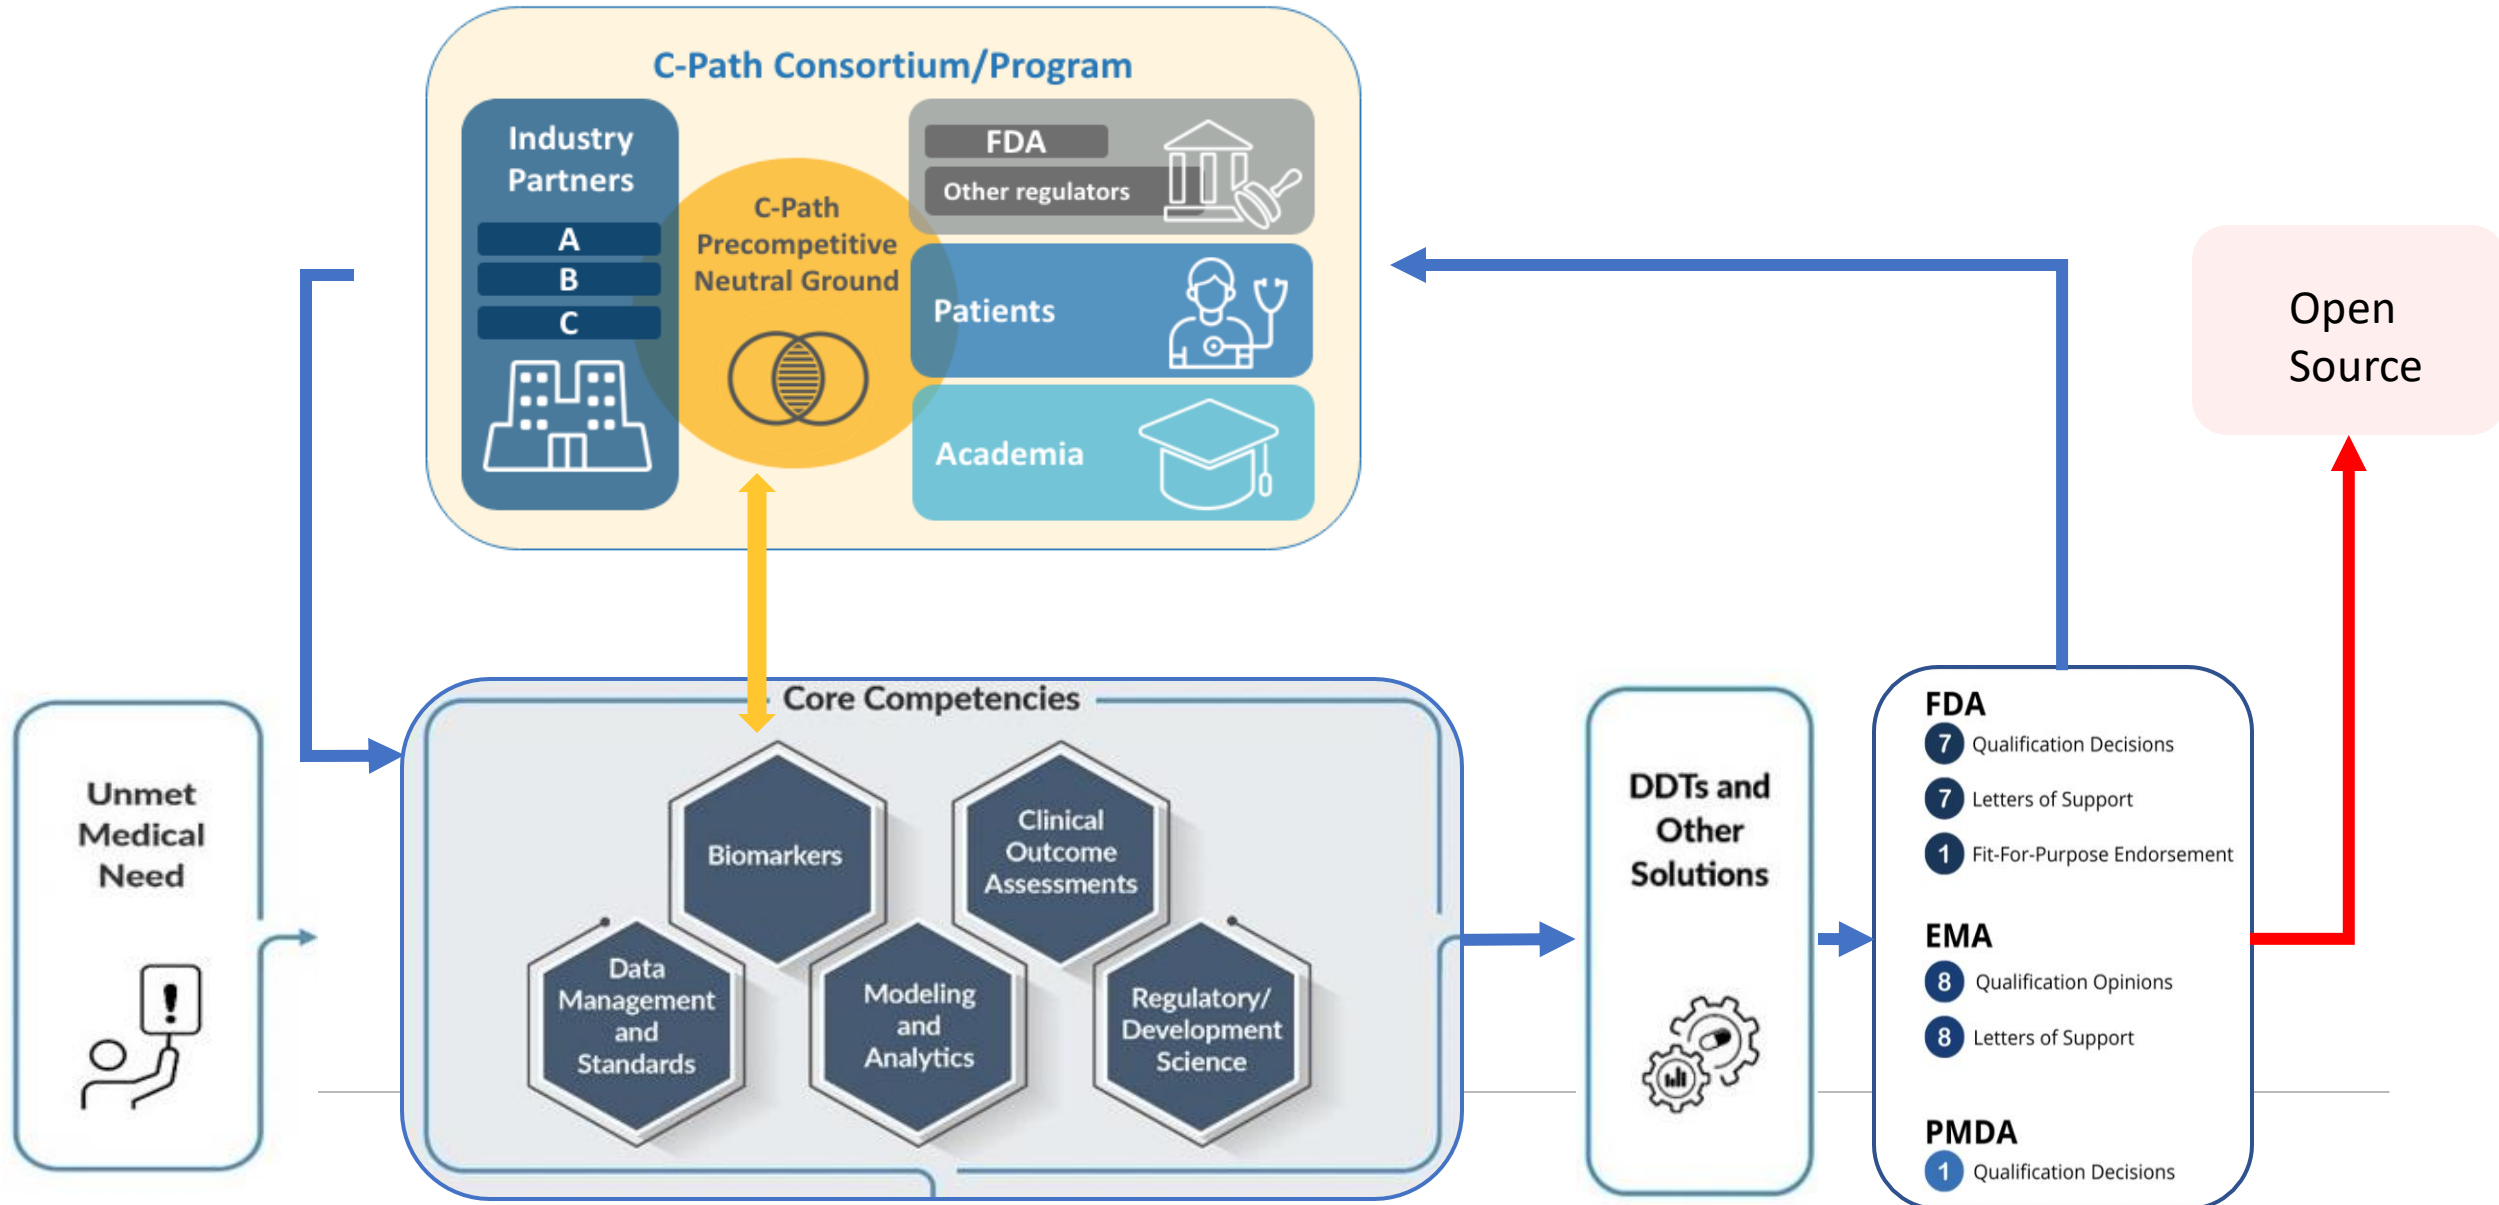 C-Path Consortium/Program
Industry
Partners
A
B
C
C-Path
Precompetitive
Neutral Ground
FDA
Other regulators
Patients
Academia
Open
Source
Unmet
Medical
Need
!
Core Competencies
Biomarkers
Clinical
Outcome
Assessments
Data
Management
and
Standards
Modeling
and
Analytics
Regulatory/
Development
Science
DDTs and
Other
Solutions
FDA
7 Qualification Decisions
7 Letters of Support
1 Fit-For-Purpose Endorsement
EMA
8 Qualification Opinions
8 Letters of Support
PMDA
1 Qualification Decisions